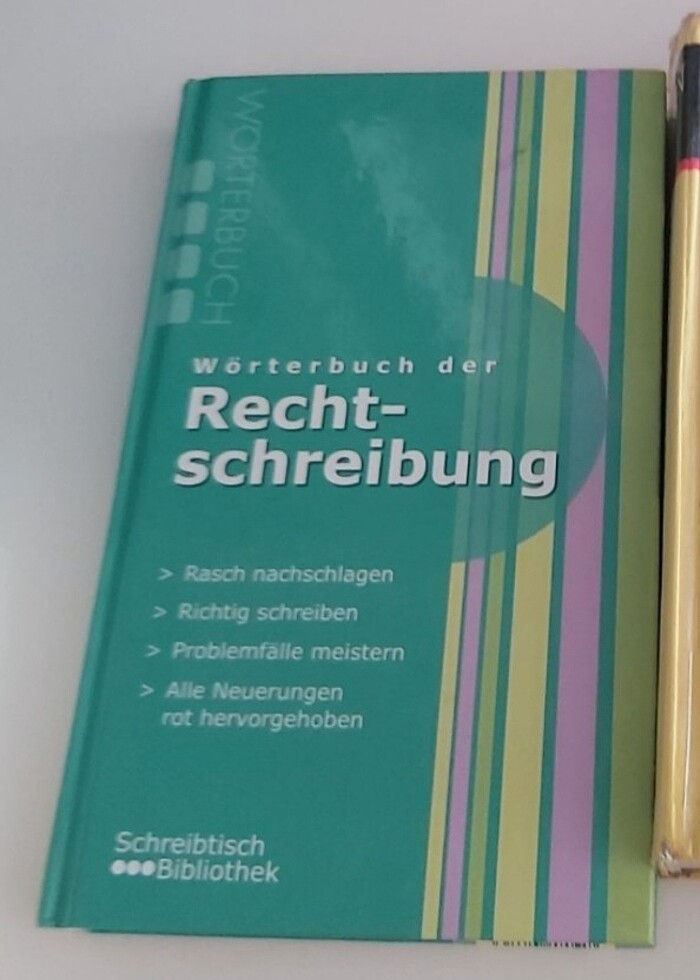 WÖRTERBUCH
Wörterbuch der
Recht-
schreibung
> Rasch nachschlagen
> Richtig schreiben
> Problemfälle meistern
> Alle Neuerungen
rot hervorgehoben
Schreibtisch
●●●Bibliothek